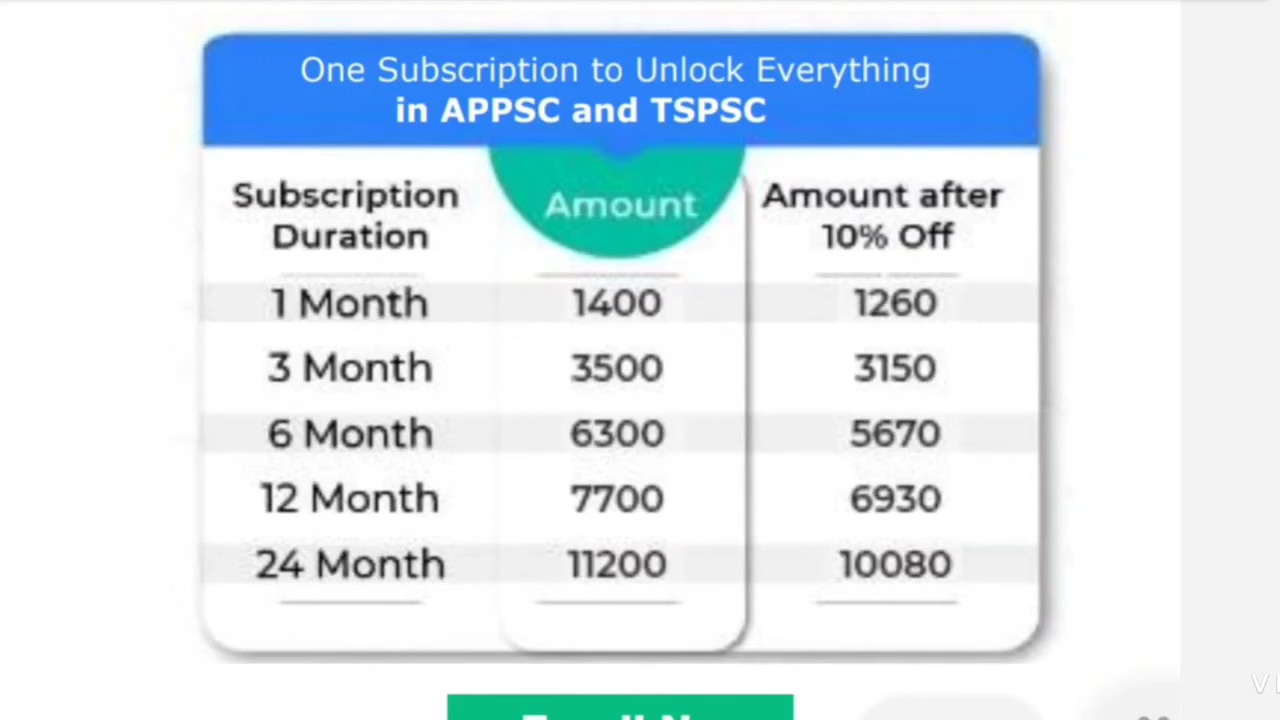 One Subscription to Unlock Everything
in APPSC and TSPSC
Subscription Duration
Amount
Amount after 10% Off
1 Month 1400 1260
3 Month 3500 3150
6 Month 6300 5670
12 Month 7700 6930
24 Month 11200 10080